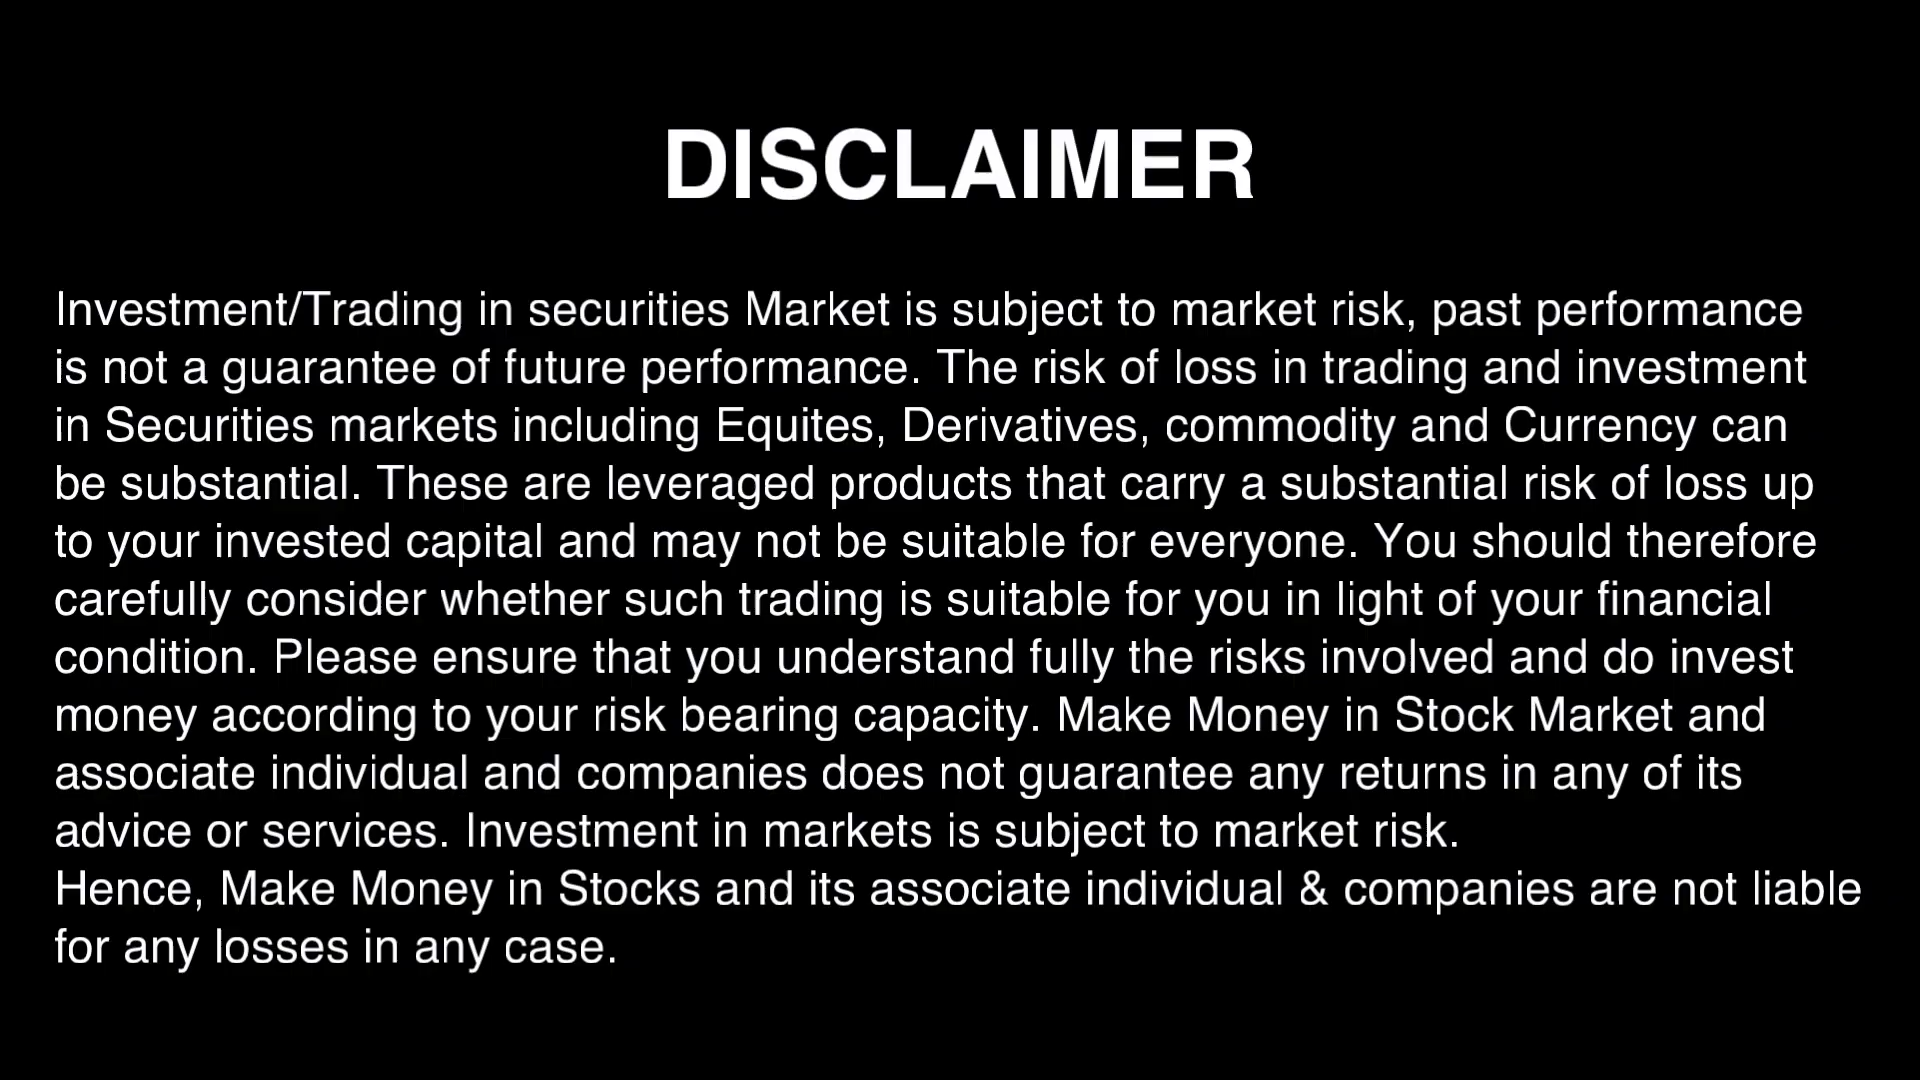 DISCLAIMER
Investment/Trading in securities Market is subject to market risk, past performance
is not a guarantee of future performance. The risk of loss in trading and investment
in Securities markets including Equites, Derivatives, commodity and Currency can
be substantial. These are leveraged products that carry a substantial risk of loss up
to your invested capital and may not be suitable for everyone. You should therefore
carefully consider whether such trading is suitable for you in light of your financial
condition. Please ensure that you understand fully the risks involved and do invest
money according to your risk bearing capacity. Make Money in Stock Market and
associate individual and companies does not guarantee any returns in any of its
advice or services. Investment in markets is subject to market risk.
Hence, Make Money in Stocks and its associate individual & companies are not liable
for any losses in any case.